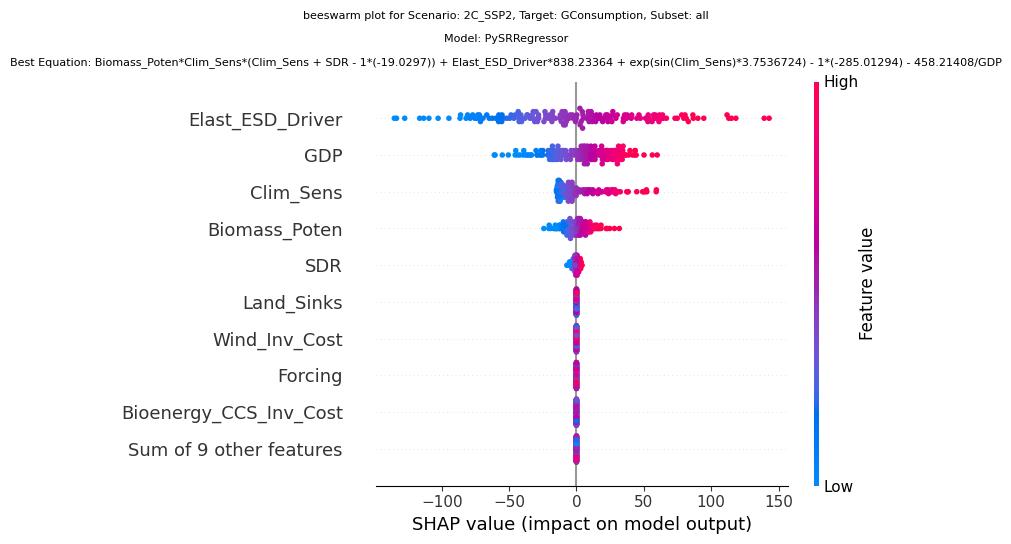 beeswarm plot for Scenario: 2C_SSP2, Target: GConsumption, Subset: all
Model: PySRRegressor
Best Equation: Biomass_Poten*Clim_Sens*(Clim_Sens + SDR - 1*(-19.0297)) + Elast_ESD_Driver*838.23364 + exp(sin(Clim_Sens)*3.7536724) - 1*(-285.01294) - 458.21408/GDP
High
Elast_ESD_Driver
GDP
Clim_Sens
Biomass_Poten
SDR
Land_Sinks
Wind_Inv_Cost
Forcing
Bioenergy_CCS_Inv_Cost
Sum of 9 other features
Feature value
Low
−100 −50 0 50 100 150
SHAP value (impact on model output)